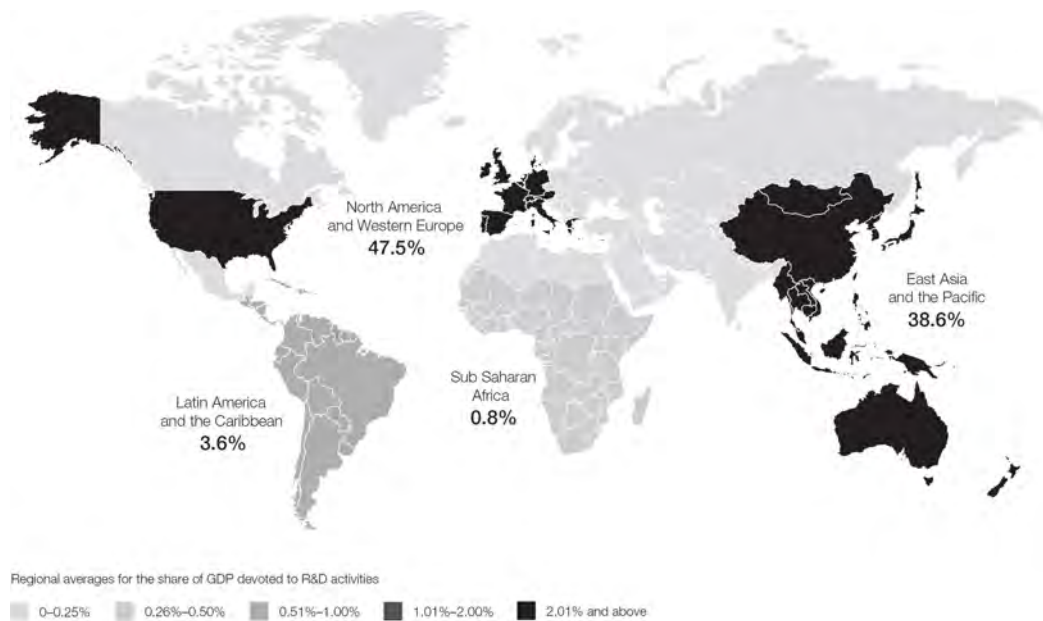 North America
and Western Europe
47.5%
East Asia
and the Pacific
38.6%
Sub Saharan
Africa
0.8%
Latin America
and the Caribbean
3.6%
Regional averages for the share of GDP devoted to R&D activities
0–0.25%
0.26%–0.50%
0.51%–1.00%
1.01%–2.00%
2.01% and above